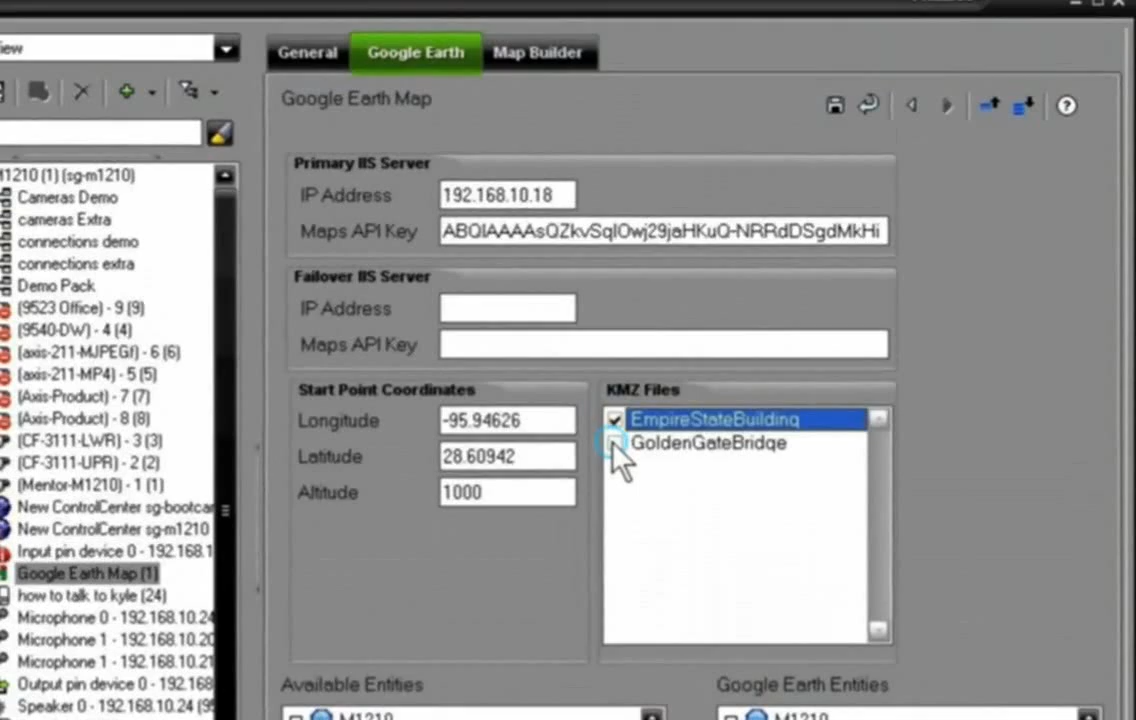 iew
General
Google Earth
Map Builder
Google Earth Map
Primary IIS Server
IP Address
192.168.10.18
Maps API Key
ABQIAAAAsQZkvSqIOwj29jaHKuQ-NRRdDSgdMkHi
Failover IIS Server
IP Address
Maps API Key
Start Point Coordinates
Longitude
-95.94626
Latitude
28.60942
Altitude
1000
KMZ Files
EmpireStateBuilding
GoldenGateBridge
Available Entities
M1210
Google Earth Entities
M1210
M1210 (1) (sg-m1210)
Cameras Demo
cameras Extra
connections demo
connections extra
Demo Pack
(9523 Office) - 9 (9)
(9540-DW) - 4 (4)
(axis-211-MJPEGf) - 6 (6)
(axis-211-MP4) - 5 (5)
(Axis-Product) - 7 (7)
(Axis-Product) - 8 (8)
(CF-3111-LWR) - 3 (3)
(CF-3111-UPR) - 2 (2)
(Mentor-M1210) - 1 (1)
New ControlCenter sg-bootcar
New ControlCenter sg-m1210
Input pin device 0 - 192.168.1
Google Earth Map (1)
how to talk to kyle (24)
Microphone 0 - 192.168.10.24
Microphone 1 - 192.168.10.20
Microphone 1 - 192.168.10.21
Output pin device 0 - 192.168
Speaker 0 - 192.168.10.24 (95